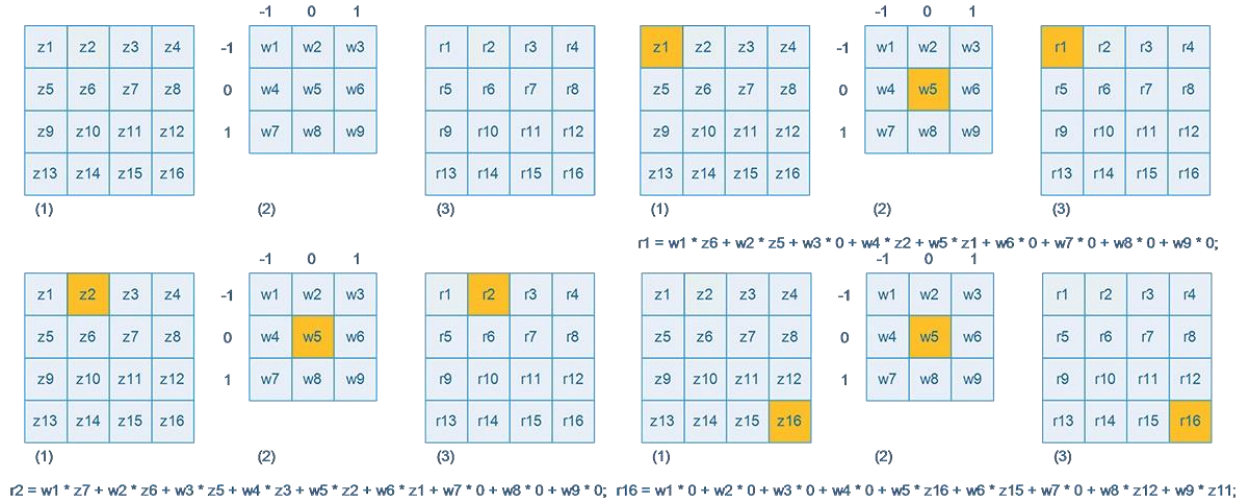 -1 0 1
-1 0 1
z1 z2 z3 z4 -1 w1 w2 w3 r1 r2 r3 r4 z1 z2 z3 z4 -1 w1 w2 w3 r1 r2 r3 r4
z5 z6 z7 z8 0 w4 w5 w6 r5 r6 r7 r8 z5 z6 z7 z8 0 w4 w5 w6 r5 r6 r7 r8
z9 z10 z11 z12 1 w7 w8 w9 r9 r10 r11 r12 z9 z10 z11 z12 1 w7 w8 w9 r9 r10 r11 r12
z13 z14 z15 z16 r13 r14 r15 r16 z13 z14 z15 z16 r13 r14 r15 r16
(1) (2) (3) (1) (2) (3)
r1 = w1 * z6 + w2 * z5 + w3 * 0 + w4 * z2 + w5 * z1 + w6 * 0 + w7 * 0 + w8 * 0 + w9 * 0;
-1 0 1 -1 0 1
z1 z2 z3 z4 -1 w1 w2 w3 r1 r2 r3 r4 z1 z2 z3 z4 -1 w1 w2 w3 r1 r2 r3 r4
z5 z6 z7 z8 0 w4 w5 w6 r5 r6 r7 r8 z5 z6 z7 z8 0 w4 w5 w6 r5 r6 r7 r8
z9 z10 z11 z12 1 w7 w8 w9 r9 r10 r11 r12 z9 z10 z11 z12 1 w7 w8 w9 r9 r10 r11 r12
z13 z14 z15 z16 r13 r14 r15 r16 z13 z14 z15 z16 r13 r14 r15 r16
(1) (2) (3) (1) (2) (3)
r2 = w1 * z7 + w2 * z6 + w3 * z5 + w4 * z3 + w5 * z2 + w6 * z1 + w7 * 0 + w8 * 0 + w9 * 0; r16 = w1 * 0 + w2 * 0 + w3 * 0 + w4 * 0 + w5 * z16 + w6 * z15 + w7 * 0 + w8 * z12 + w9 * z11;